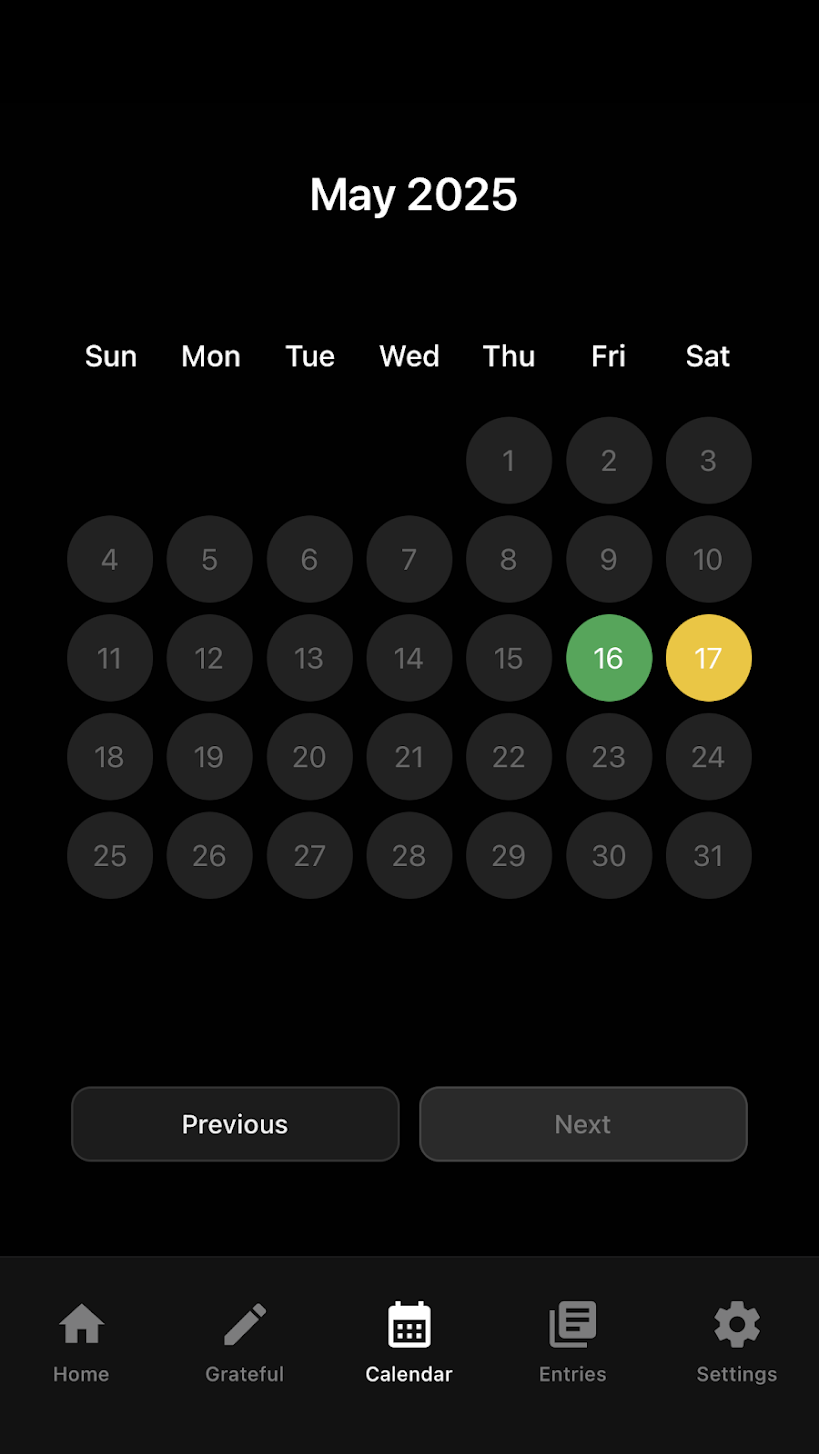 May 2025
Sun Mon Tue Wed Thu Fri Sat
1 2 3
4 5 6 7 8 9 10
11 12 13 14 15 16 17
18 19 20 21 22 23 24
25 26 27 28 29 30 31
Previous Next
Home Grateful Calendar Entries Settings